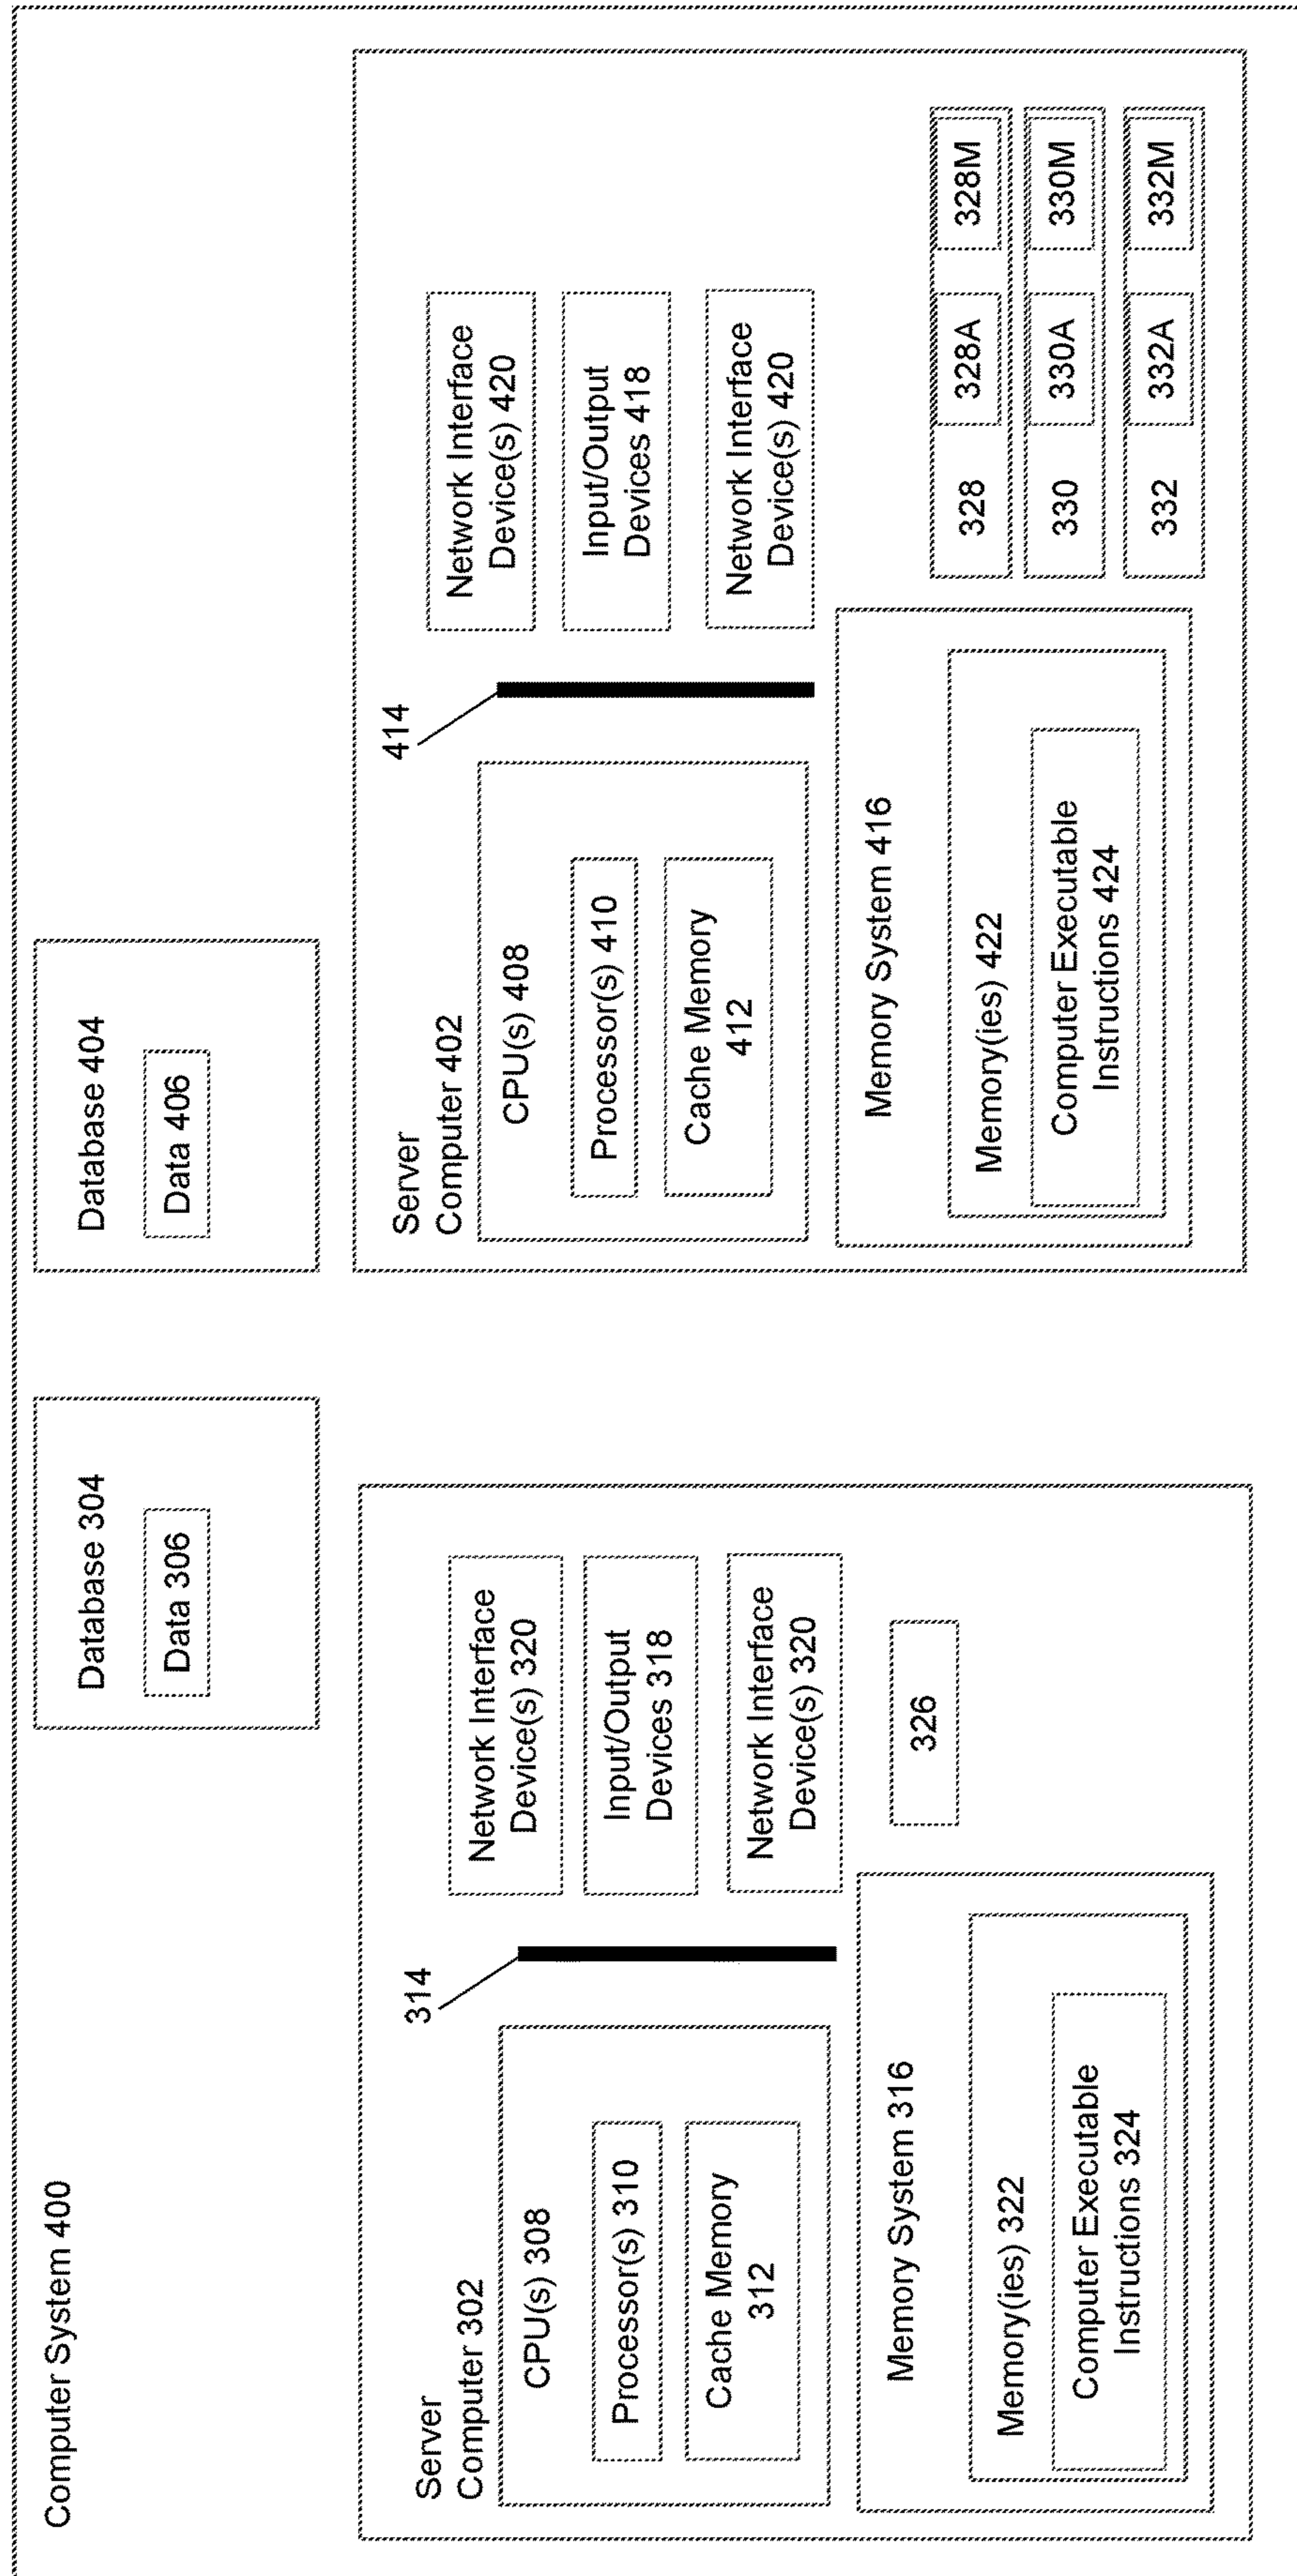 Computer System 400
Database 304
Data 306
Database 404
Data 406
Server
Computer 302
314
CPU(s) 308
Processor(s) 310
Cache Memory
312
Network Interface
Device(s) 320
Input/Output
Devices 318
Network Interface
Device(s) 320
326
Memory System 316
Memory(ies) 322
Computer Executable
Instructions 324
Server
Computer 402
414
CPU(s) 408
Processor(s) 410
Cache Memory
412
Network Interface
Device(s) 420
Input/Output
Devices 418
Network Interface
Device(s) 420
Memory System 416
Memory(ies) 422
Computer Executable
Instructions 424
328 328A 328M
330 330A 330M
332 332A 332M